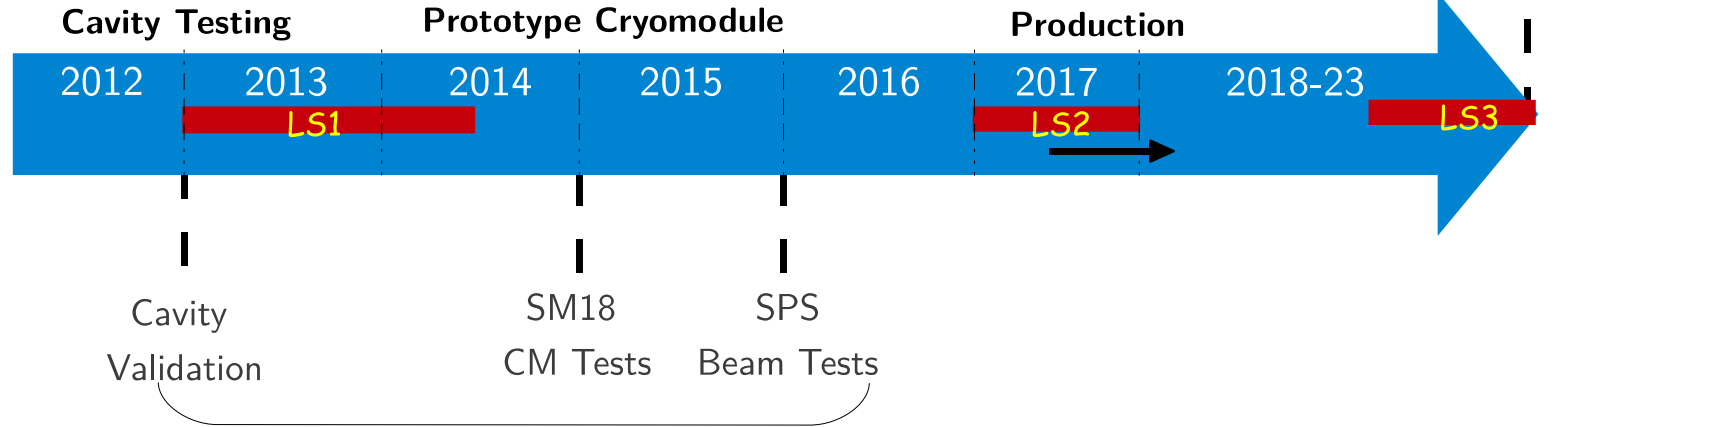 Cavity Testing Prototype Cryomodule Production
2012 2013 2014 2015 2016 2017 2018-23
LS1 LS2 LS3
Cavity
Validation
SM18
CM Tests
SPS
Beam Tests